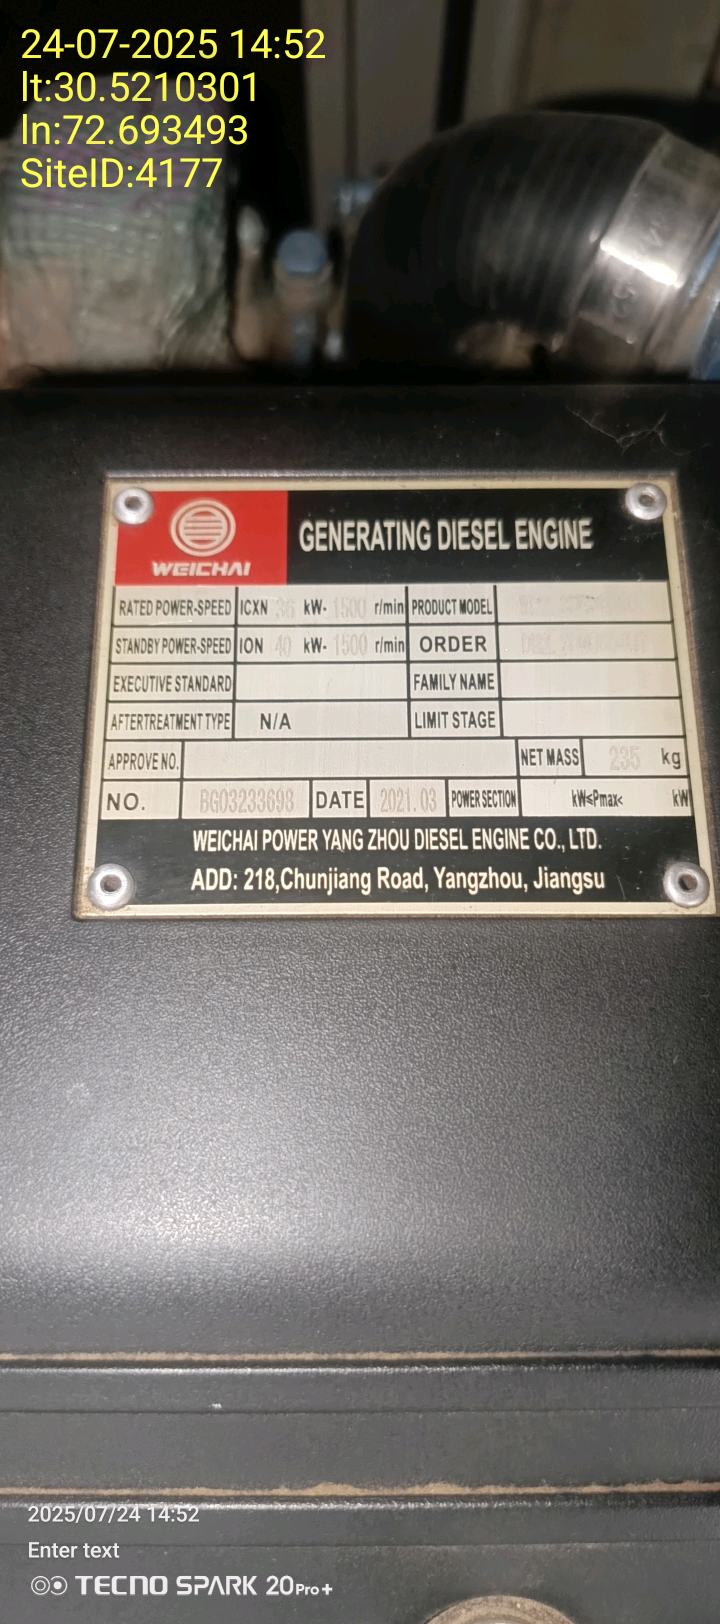 24-07-2025 14:52
lt:30.5210301
ln:72.693493
SiteID:4177
WEICHAI
GENERATING DIESEL ENGINE
RATED POWER-SPEED ICXN 36 kW- 1500 r/min PRODUCT MODEL
STANDBY POWER-SPEED ION 40 kW- 1500 r/min ORDER
EXECUTIVE STANDARD FAMILY NAME
AFTERTREATMENT TYPE N/A LIMIT STAGE
APPROVE NO. NET MASS 235 kg
NO. BG03233698 DATE 2021.03 POWER SECTION kW≤Pmax< kW
WEICHAI POWER YANG ZHOU DIESEL ENGINE CO., LTD.
ADD: 218,Chunjiang Road, Yangzhou, Jiangsu
2025/07/24 14:52
Enter text
TECNO SPARK 20 Pro+